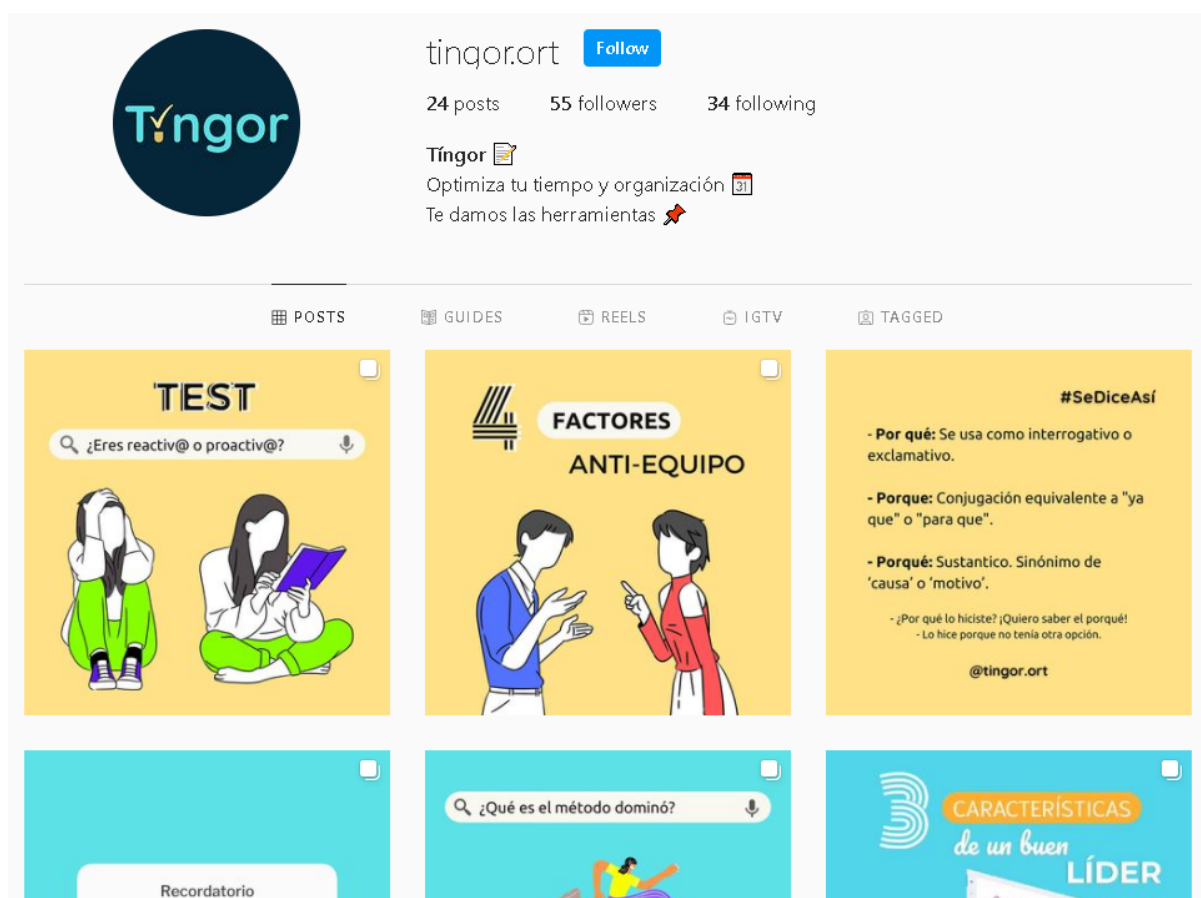 Tíngor
tingor.ort Follow
24 posts 55 followers 34 following
Tíngor 📝
Optimiza tu tiempo y organización 📅
Te damos las herramientas 📌
POSTS GUIDES REELS IGTV TAGGED
TEST
¿Eres reactiv@ o proactiv@?
4 FACTORES
ANTI-EQUIPO
#SeDiceAsí
- Por qué: Se usa como interrogativo o
exclamativo.
- Porque: Conjugación equivalente a "ya
que" o "para que".
- Porqué: Sustantico. Sinónimo de
'causa' o 'motivo'.
- ¿Por qué lo hiciste? ¡Quiero saber el porqué!
- Lo hice porque no tenía otra opción.
@tingor.ort
Recordatorio
¿Qué es el método dominó?
3 CARACTERÍSTICAS
de un buen
LÍDER